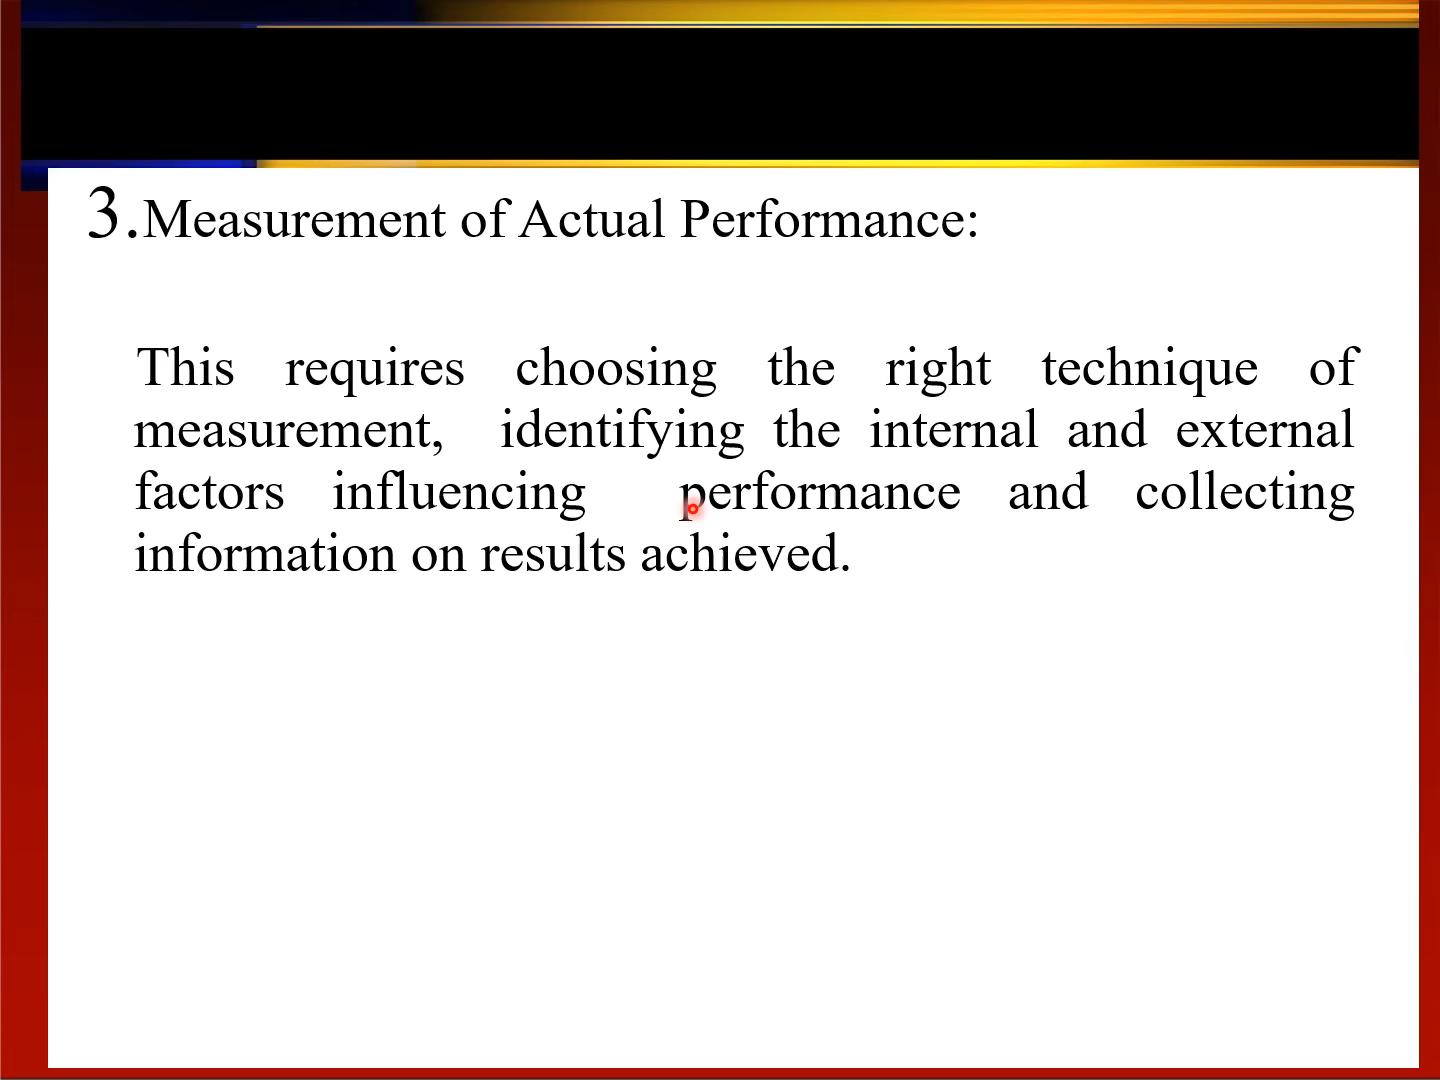 3.Measurement of Actual Performance:
This requires choosing the right technique of
measurement, identifying the internal and external
factors influencing performance and collecting
information on results achieved.